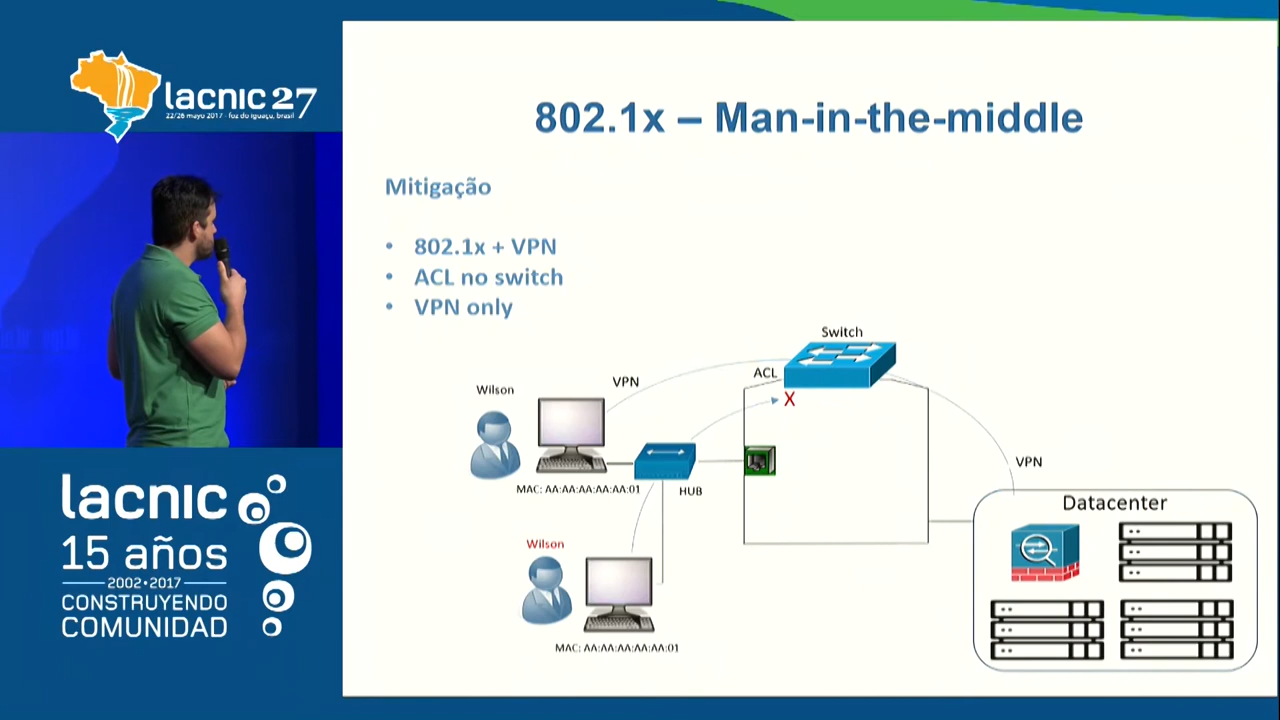 lacnic 27
22/26 mayo 2017 - foz do iguaçu, brasil
802.1x – Man-in-the-middle
Mitigação
• 802.1x + VPN
• ACL no switch
• VPN only
Switch
ACL
X
VPN
Wilson
MAC: AA:AA:AA:AA:AA:01
HUB
VPN
Datacenter
Wilson
MAC: AA:AA:AA:AA:AA:01
lacnic
15 años
2002•2017
CONSTRUYENDO
COMUNIDAD